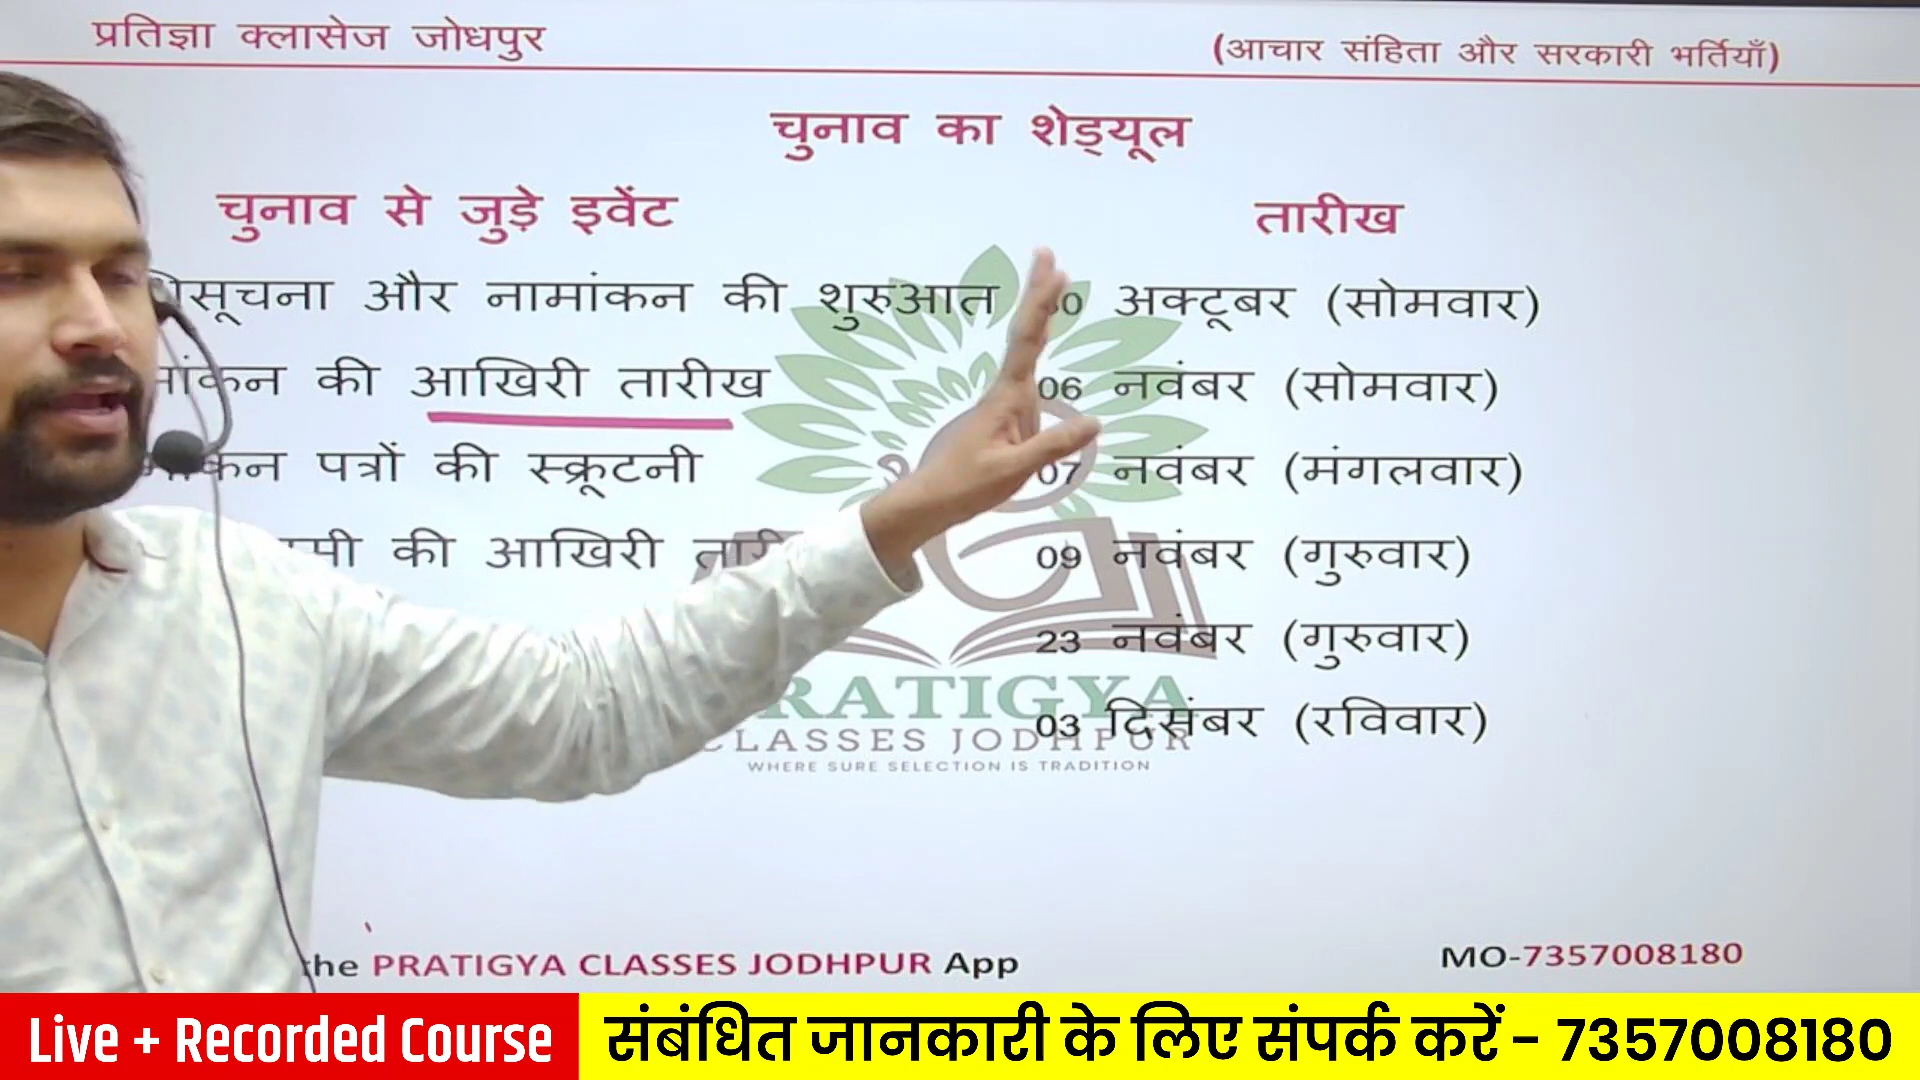 प्रतिज्ञा क्लासेज जोधपुर
(आचार संहिता और सरकारी भर्तियाँ)
चुनाव का शेड्यूल
चुनाव से जुड़े इवेंट तारीख
और नामांकन की शुरुआत अक्टूबर (सोमवार)
की आखिरी तारीख 06 नवंबर (सोमवार)
पत्रों की स्क्रूटनी 07 नवंबर (मंगलवार)
की आखिरी 09 नवंबर (गुरुवार)
23 नवंबर (गुरुवार)
03 दिसंबर (रविवार)
CLASSES JODHPUR
WHERE SURE SELECTION IS TRADITION
the PRATIGYA CLASSES JODHPUR App
MO-7357008180
Live + Recorded Course
संबंधित जानकारी के लिए संपर्क करें - 7357008180